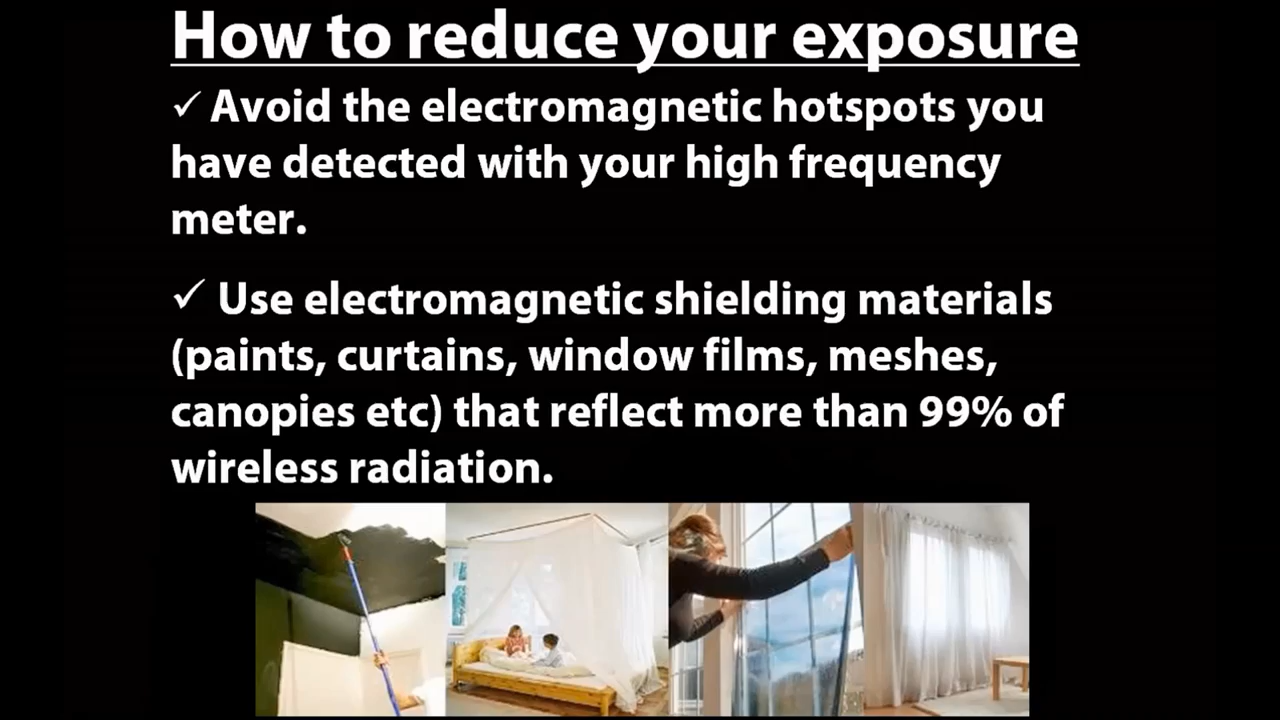 How to reduce your exposure
✓ Avoid the electromagnetic hotspots you
have detected with your high frequency
meter.
✓ Use electromagnetic shielding materials
(paints, curtains, window films, meshes,
canopies etc) that reflect more than 99% of
wireless radiation.